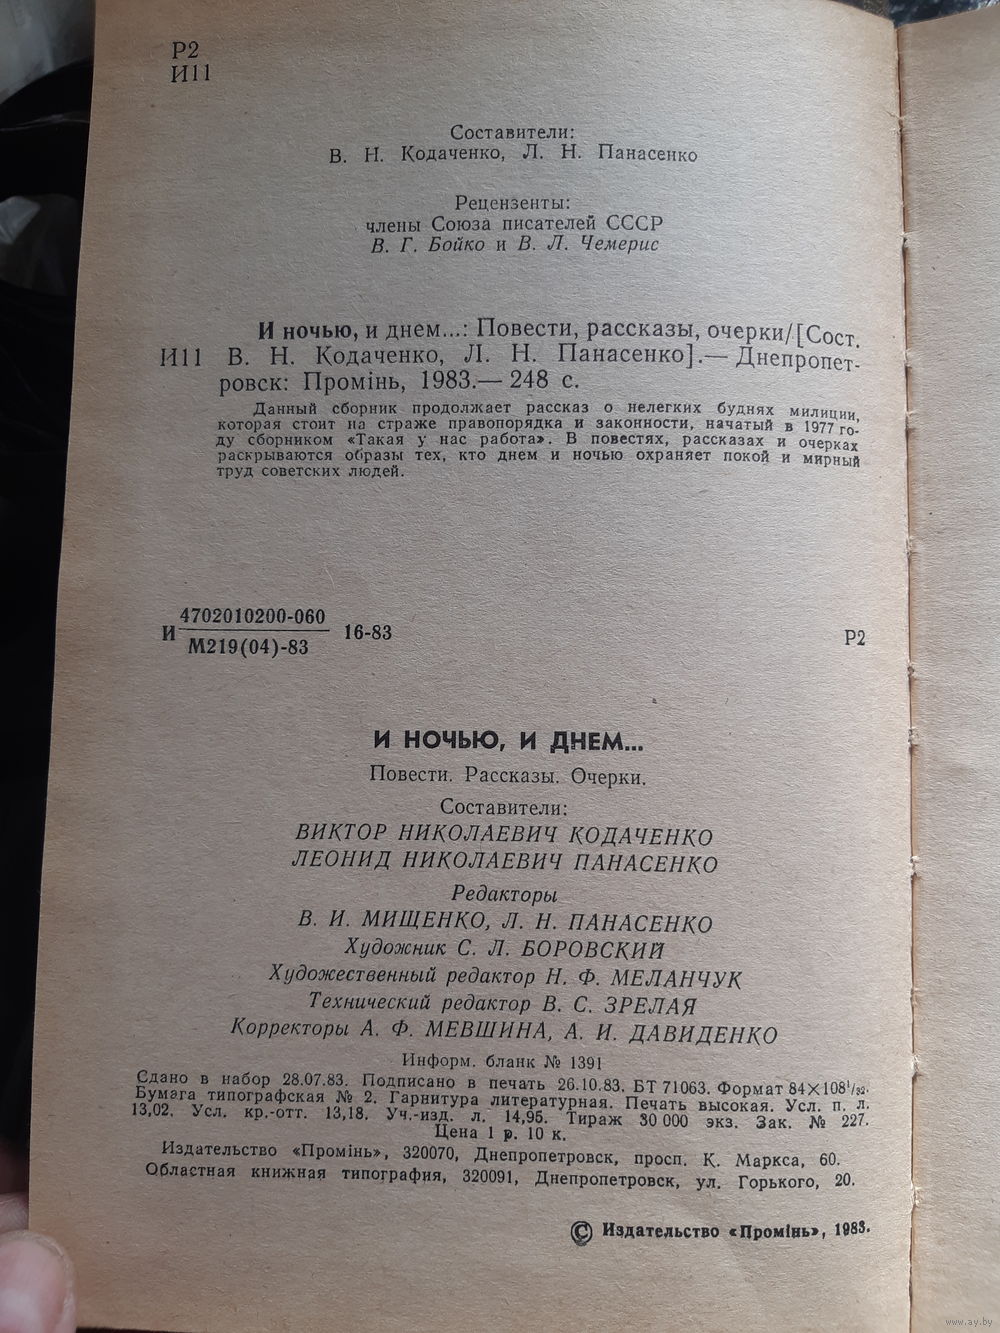 Р2
И11
Составители:
В. Н. Кодаченко, Л. Н. Панасенко
Рецензенты:
члены Союза писателей СССР
В. Г. Бойко и В. Л. Чемерис
И ночью, и днем...: Повести, рассказы, очерки/[Сост.
И11 В. Н. Кодаченко, Л. Н. Панасенко].— Днепропет-
ровск: Промінь, 1983.— 248 с.
Данный сборник продолжает рассказ о нелегких буднях милиции,
которая стоит на страже правопорядка и законности, начатый в 1977 го-
ду сборником «Такая у нас работа». В повестях, рассказах и очерках
раскрываются образы тех, кто днем и ночью охраняет покой и мирный
труд советских людей.
4702010200-060
И 16-83
М219(04)-83
Р2
И НОЧЬЮ, И ДНЕМ...
Повести. Рассказы. Очерки.
Составители:
ВИКТОР НИКОЛАЕВИЧ КОДАЧЕНКО
ЛЕОНИД НИКОЛАЕВИЧ ПАНАСЕНКО
Редакторы
В. И. МИЩЕНКО, Л. Н. ПАНАСЕНКО
Художник С. Л. БОРОВСКИЙ
Художественный редактор Н. Ф. МЕЛАНЧУК
Технический редактор В. С. ЗРЕЛАЯ
Корректоры А. Ф. МЕВШИНА, А. И. ДАВИДЕНКО
Информ. бланк № 1391
Сдано в набор 28.07.83. Подписано в печать 26.10.83. БТ 71063. Формат 84×108¹/₃₂.
Бумага типографская № 2. Гарнитура литературная. Печать высокая. Усл. п. л.
13,02. Усл. кр.-отт. 13,18. Уч.-изд. л. 14,95. Тираж 30 000 экз. Зак. № 227.
Цена 1 р. 10 к.
Издательство «Промінь», 320070, Днепропетровск, просп. К. Маркса, 60.
Областная книжная типография, 320091, Днепропетровск, ул. Горького, 20.
© Издательство «Промінь», 1983.
www.ay.by